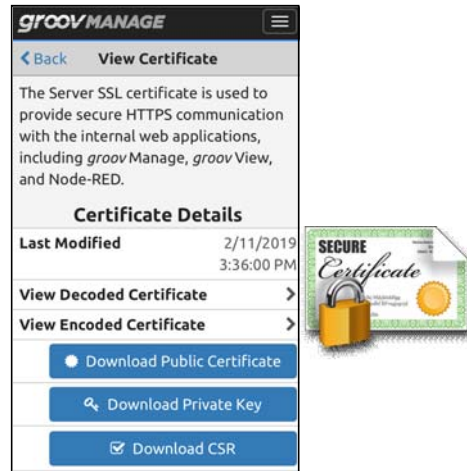 groov MANAGE
Back View Certificate
The Server SSL certificate is used to
provide secure HTTPS communication
with the internal web applications,
including groov Manage, groov View,
and Node-RED.
Certificate Details
Last Modified 2/11/2019
3:36:00 PM
View Decoded Certificate
View Encoded Certificate
Download Public Certificate
Download Private Key
Download CSR
SECURE
Certificate